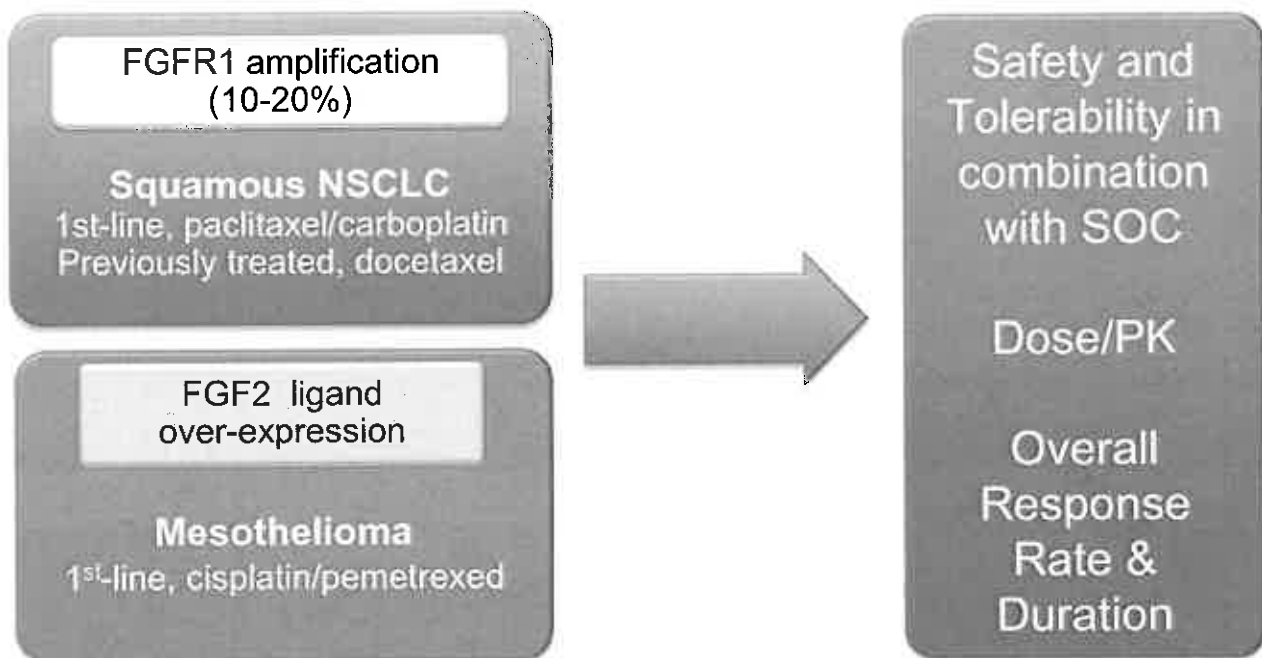 FGFR1 amplification
(10-20%)
Squamous NSCLC
1st-line, paclitaxel/carboplatin
Previously treated, docetaxel
FGF2 ligand
over-expression
Mesothelioma
1st-line, cisplatin/pemetrexed
Safety and
Tolerability in
combination
with SOC
Dose/PK
Overall
Response
Rate &
Duration